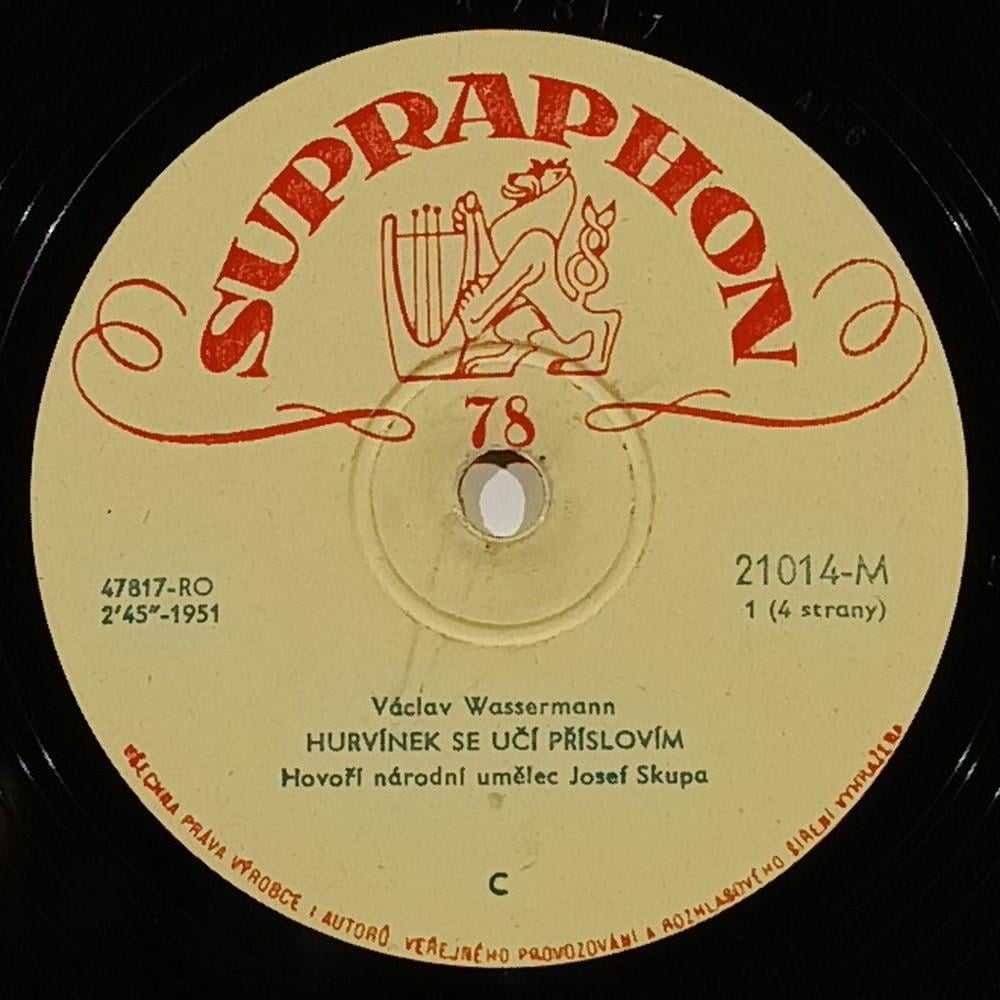 SUPRAPHON
78
47817-RO
2'45"-1951
21014-M
1 (4 strany)
Václav Wassermann
HURVÍNEK SE UČÍ PŘÍSLOVÍM
Hovoří národní umělec Josef Skupa
C
VŠECHNA PRÁVA VÝROBCE I AUTORŮ, VEŘEJNÉHO PROVOZOVÁNÍ A ROZHLASOVÉHO ŠÍŘENÍ VYHRAŽENA